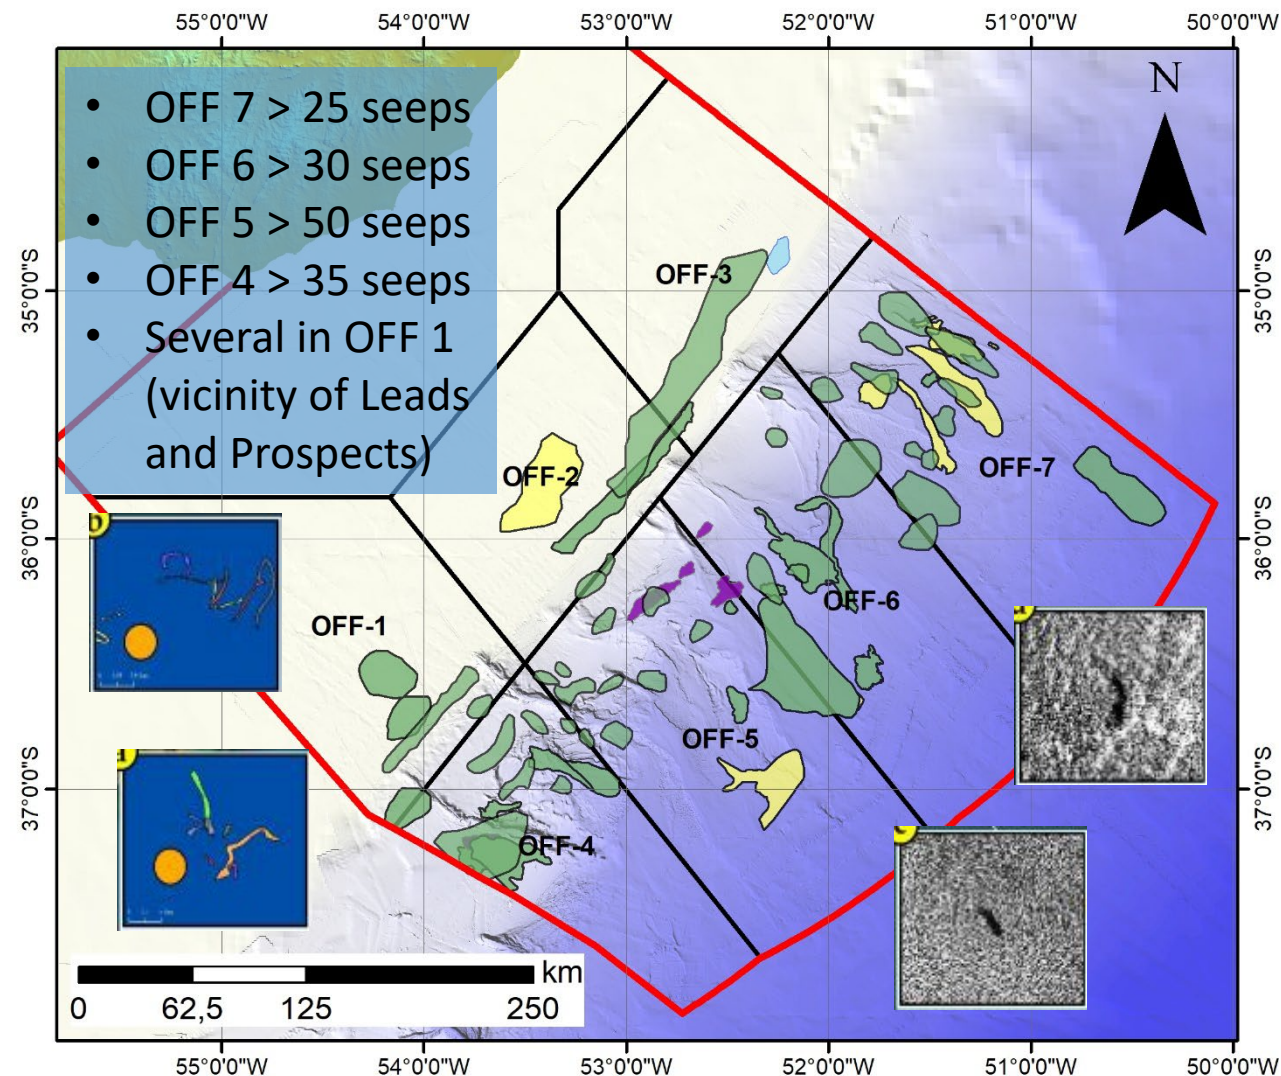 55°0'0"W 54°0'0"W 53°0'0"W 52°0'0"W 51°0'0"W 50°0'0"W
N
• OFF 7 > 25 seeps
• OFF 6 > 30 seeps
• OFF 5 > 50 seeps
• OFF 4 > 35 seeps
• Several in OFF 1
(vicinity of Leads
and Prospects)
OFF-3
35°0'0"S 35°0'0"S
OFF-2
OFF-7
36°0'0"S 36°0'0"S
b
OFF-6
OFF-1
OFF-5
37°0'0"S 37°0'0"S
OFF-4
km
0 62,5 125 250
55°0'0"W 54°0'0"W 53°0'0"W 52°0'0"W 51°0'0"W 50°0'0"W